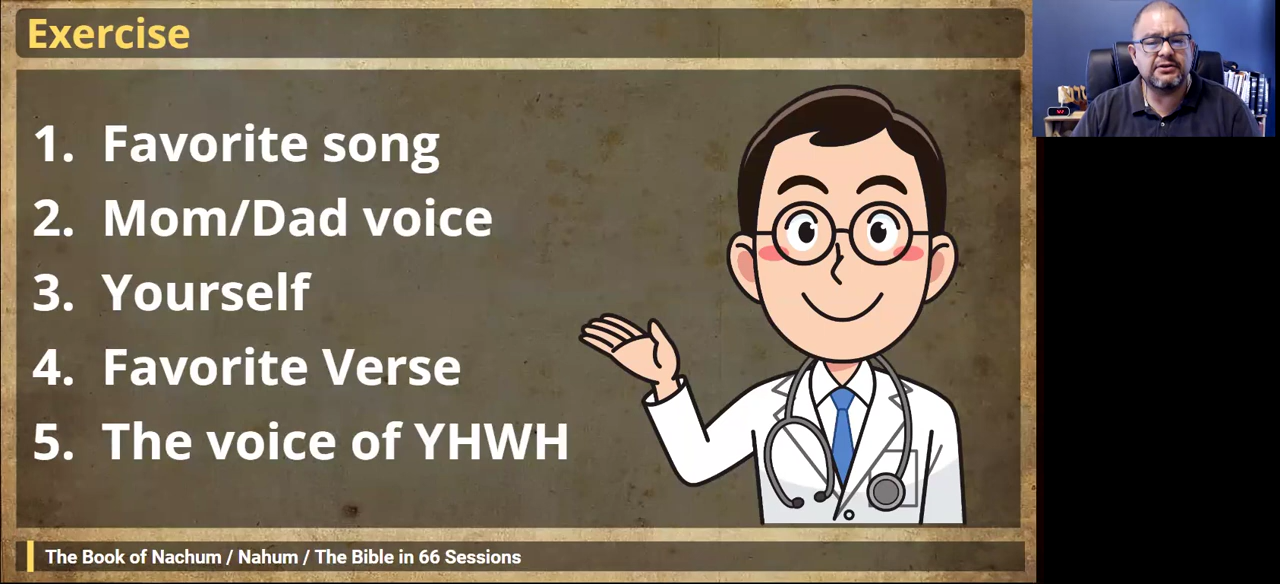 Exercise
1. Favorite song
2. Mom/Dad voice
3. Yourself
4. Favorite Verse
5. The voice of YHWH
The Book of Nachum / Nahum / The Bible in 66 Sessions